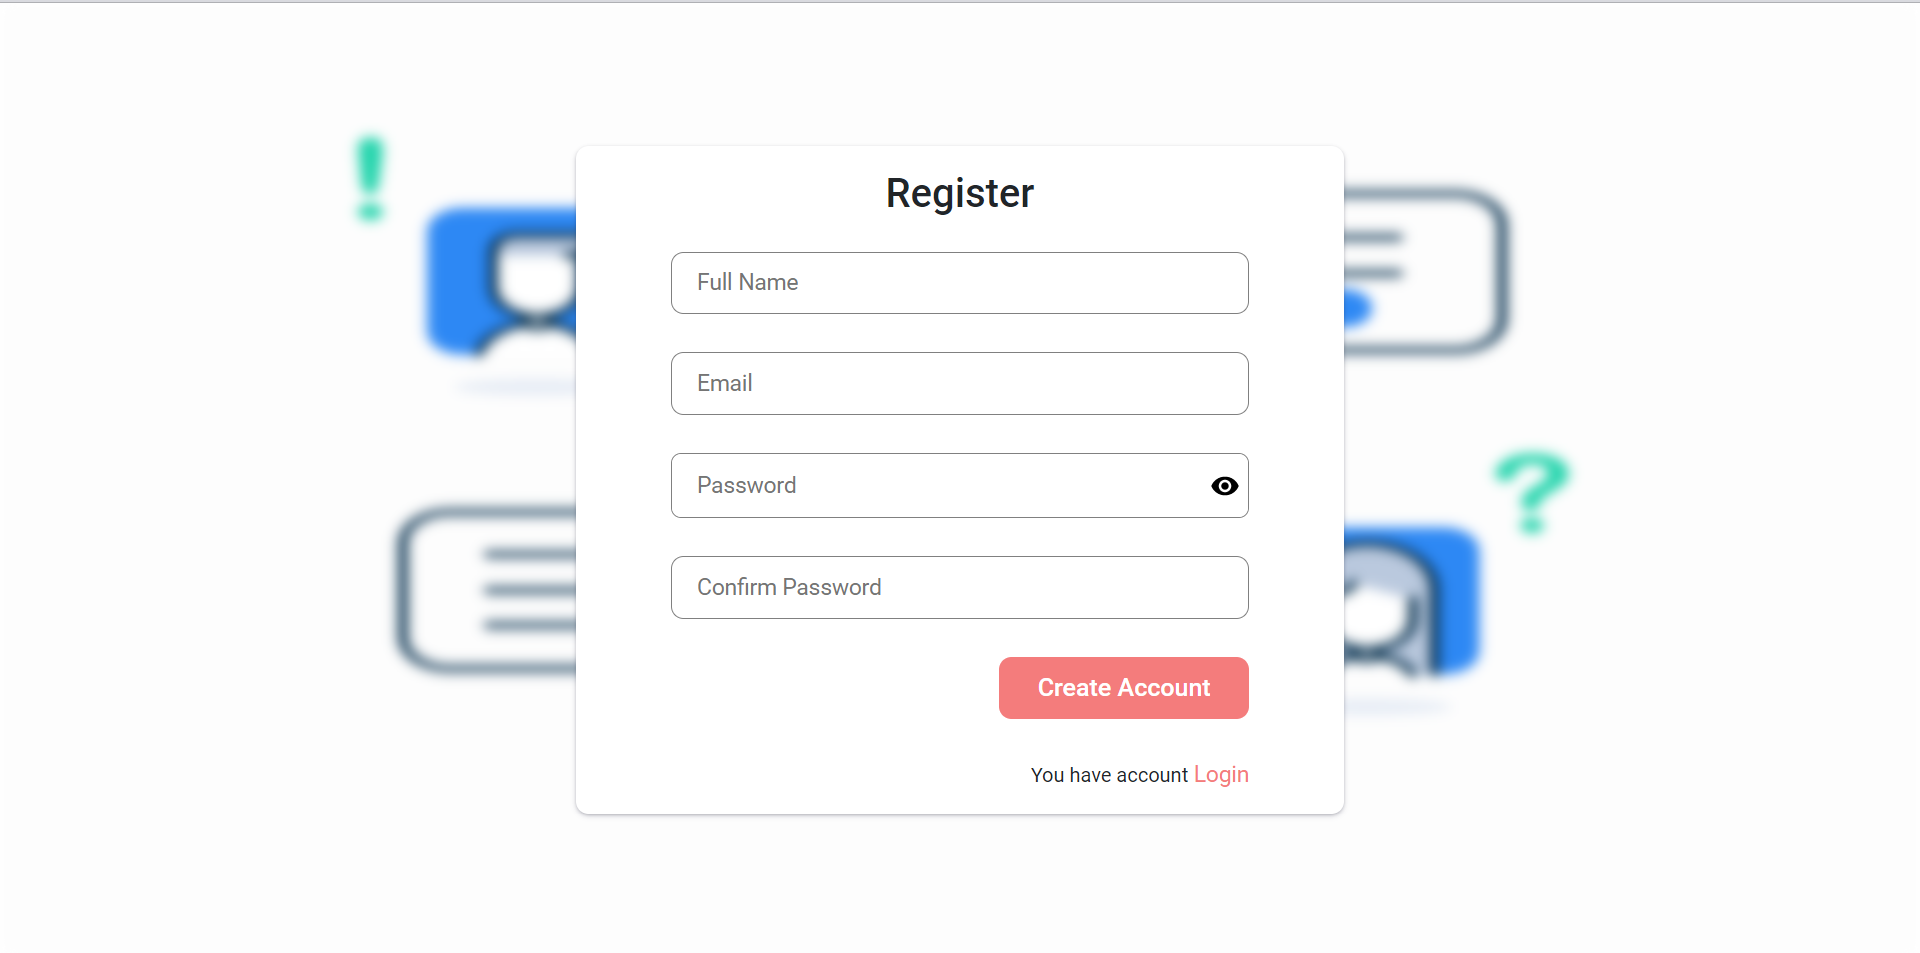 !
Register
Full Name
Email
Password
?
Confirm Password
Create Account
You have account Login